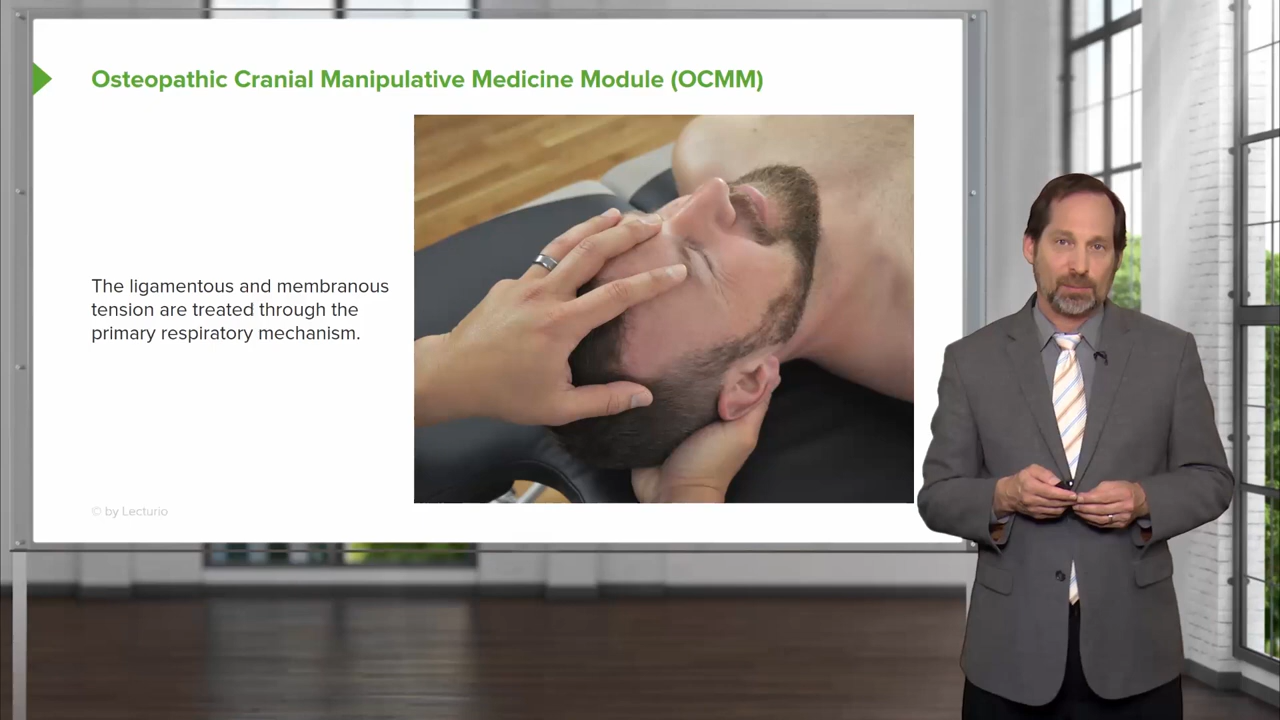 Osteopathic Cranial Manipulative Medicine Module (OCMM)
The ligamentous and membranous
tension are treated through the
primary respiratory mechanism.
© by Lecturio